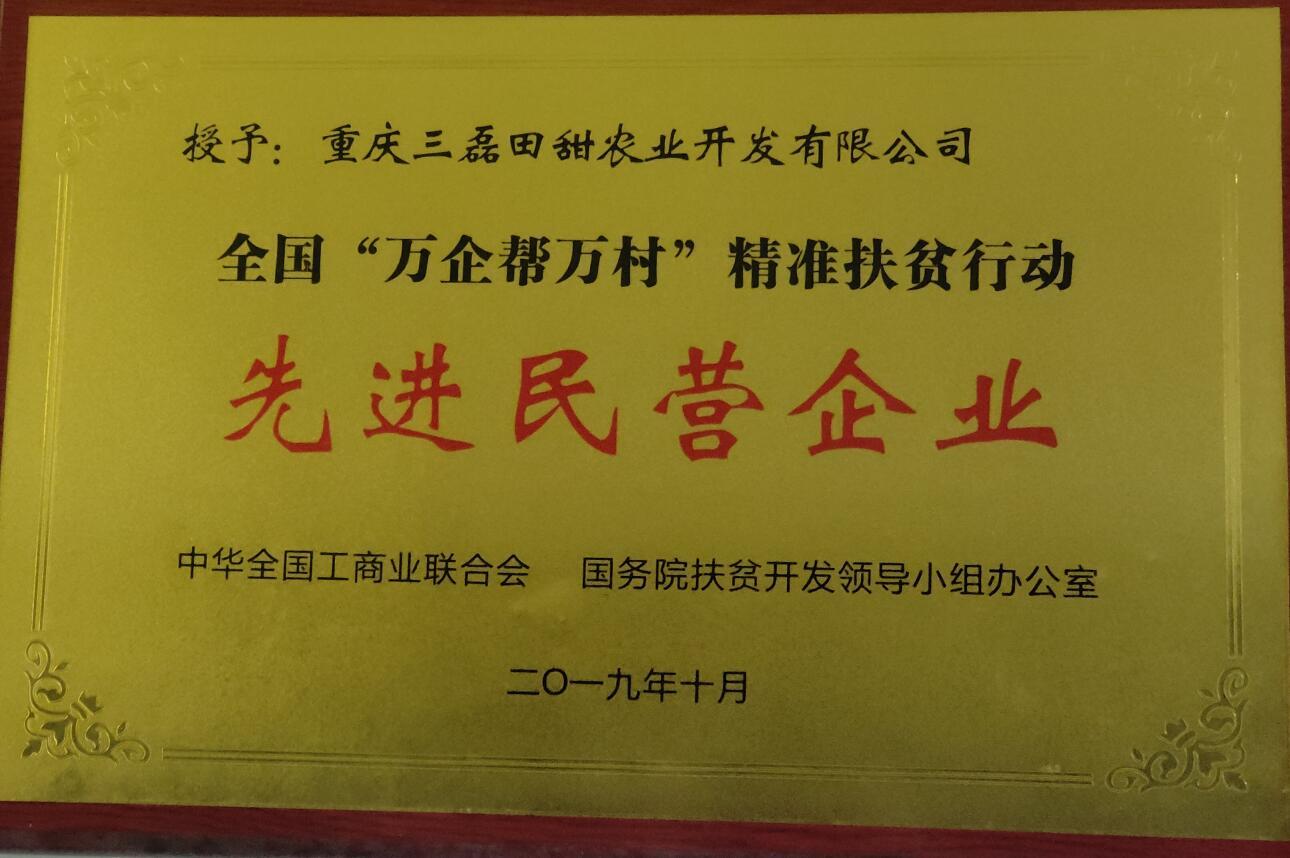 授予：重庆三磊田甜农业开发有限公司
全国“万企帮万村”精准扶贫行动
先进民营企业
中华全国工商业联合会 国务院扶贫开发领导小组办公室
二〇一九年十月